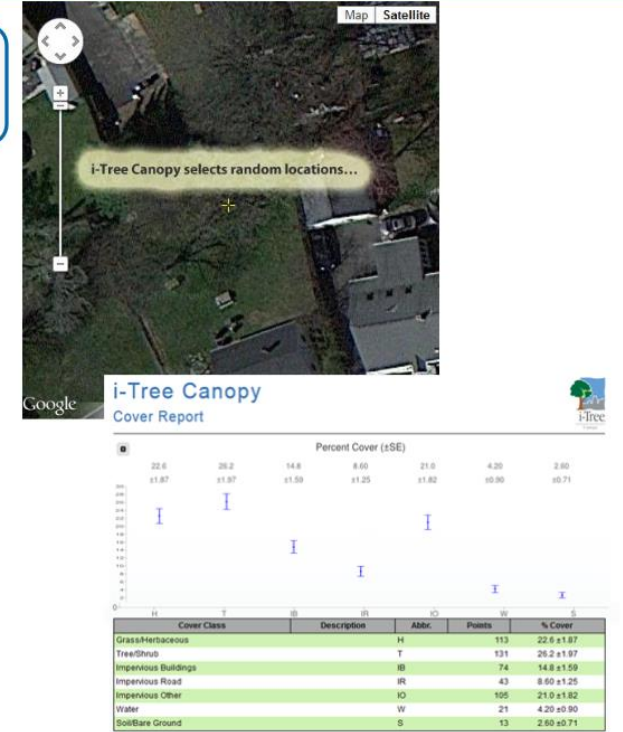 Map Satellite
i-Tree Canopy selects random locations...
Google
i-Tree Canopy
Cover Report
i-Tree
Percent Cover (±SE)
22.6 26.2 14.8 8.60 21.0 4.20 2.60
±1.87 ±1.97 ±1.59 ±1.25 ±1.82 ±0.90 ±0.71
H T IB IR IO W S
Cover Class Description Abbr. Points % Cover
Grass/Herbaceous H 113 22.6 ±1.87
Tree/Shrub T 131 26.2 ±1.97
Impervious Buildings IB 74 14.8 ±1.59
Impervious Road IR 43 8.60 ±1.25
Impervious Other IO 105 21.0 ±1.82
Water W 21 4.20 ±0.90
Soil/Bare Ground S 13 2.60 ±0.71